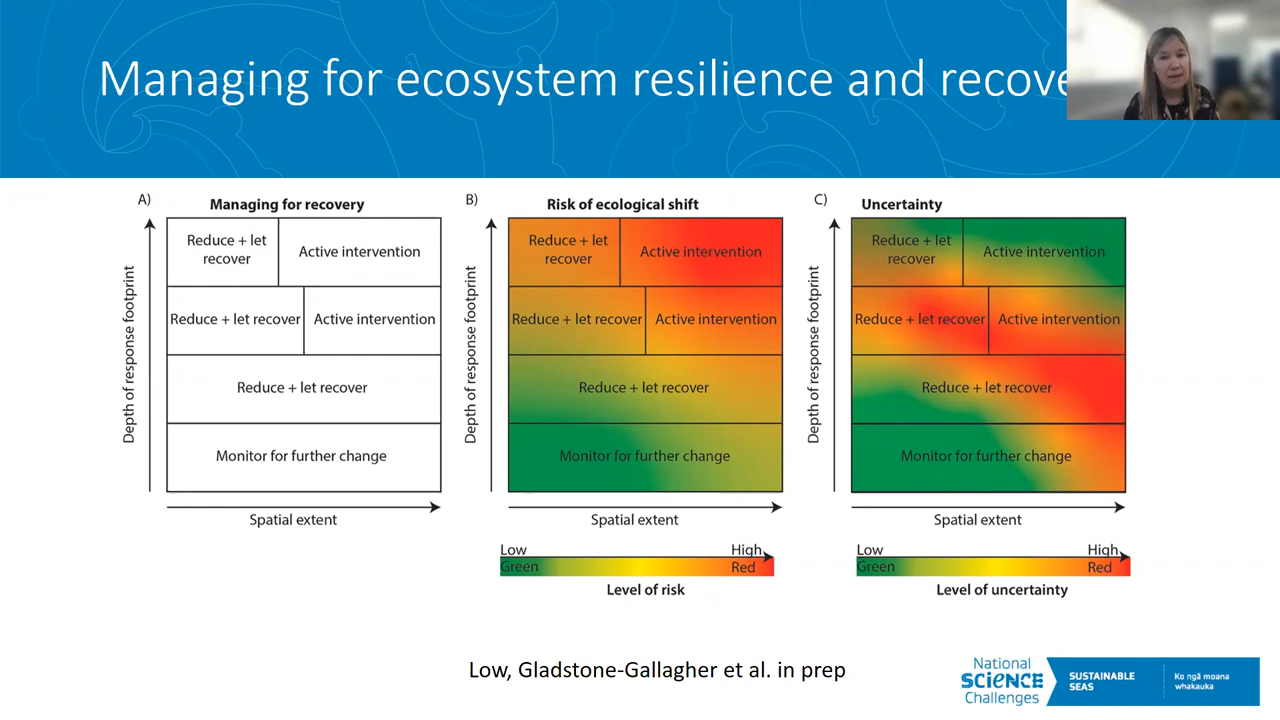 Managing for ecosystem resilience and recove
A)
Managing for recovery
Depth of response footprint
Reduce + let
recover
Active intervention
Reduce + let recover
Active intervention
Reduce + let recover
Monitor for further change
Spatial extent
B)
Risk of ecological shift
Depth of response footprint
Reduce + let
recover
Active intervention
Reduce + let recover
Active intervention
Reduce + let recover
Monitor for further change
Spatial extent
Low
High
Green
Red
Level of risk
C)
Uncertainty
Depth of response footprint
Reduce + let
recover
Active intervention
Reduce + let recover
Active intervention
Reduce + let recover
Monitor for further change
Spatial extent
Low
High
Green
Red
Level of uncertainty
Low, Gladstone-Gallagher et al. in prep
National
SCIENCE
Challenges
SUSTAINABLE
SEAS
Ko ngā moana
whakauka